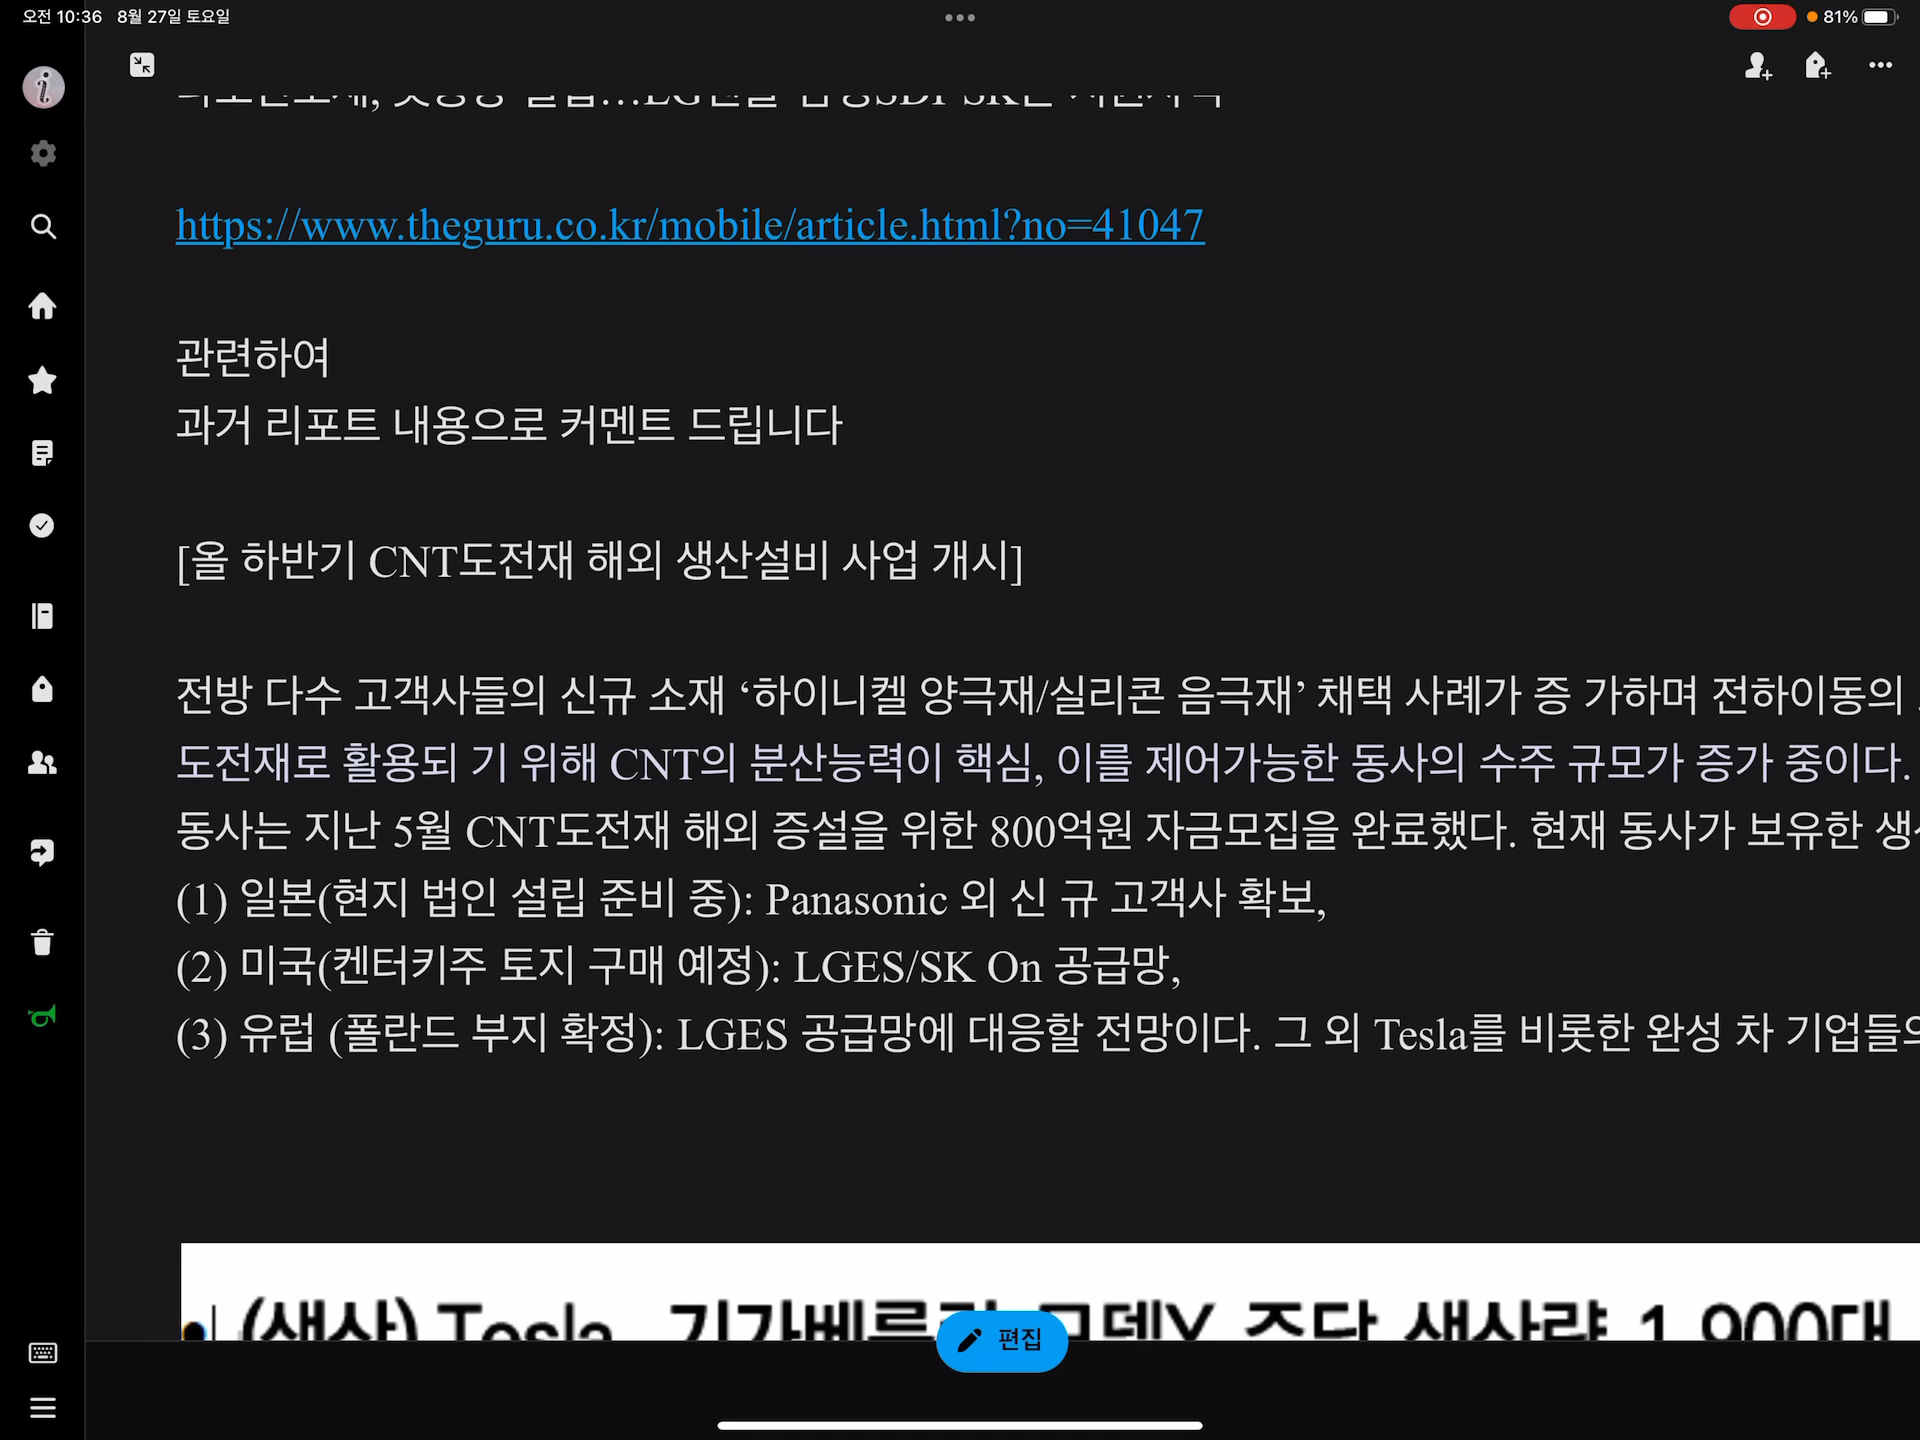 오전 10:36 8월 27일 토요일
81%
https://www.theguru.co.kr/mobile/article.html?no=41047
관련하여
과거 리포트 내용으로 커멘트 드립니다
[올 하반기 CNT도전재 해외 생산설비 사업 개시]
전방 다수 고객사들의 신규 소재 ‘하이니켈 양극재/실리콘 음극재’ 채택 사례가 증 가하며 전하이동의
도전재로 활용되 기 위해 CNT의 분산능력이 핵심, 이를 제어가능한 동사의 수주 규모가 증가 중이다.
동사는 지난 5월 CNT도전재 해외 증설을 위한 800억원 자금모집을 완료했다. 현재 동사가 보유한
(1) 일본(현지 법인 설립 준비 중): Panasonic 외 신 규 고객사 확보,
(2) 미국(켄터키주 토지 구매 예정): LGES/SK On 공급망,
(3) 유럽 (폴란드 부지 확정): LGES 공급망에 대응할 전망이다. 그 외 Tesla를 비롯한 완성 차 기업들의
(생산) Tesla, 주당 생산량 1,900대
편집